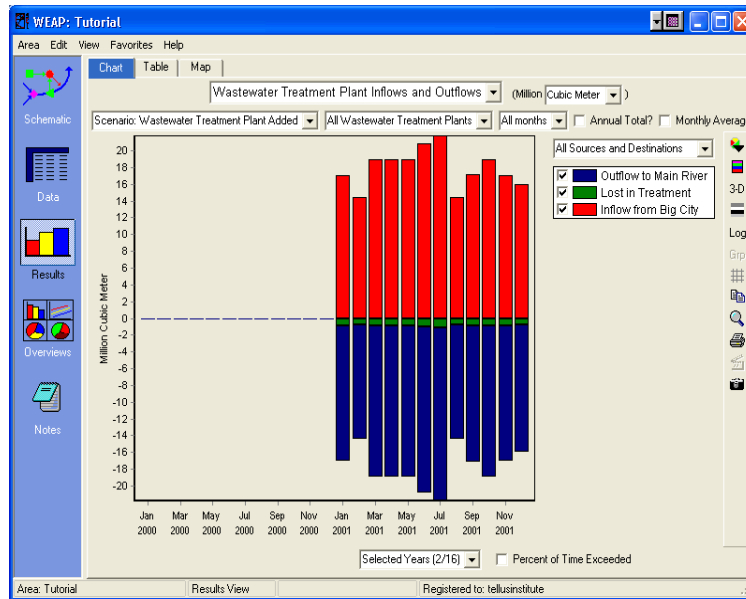 WEAP: Tutorial
Area Edit View Favorites Help
Chart Table Map
Wastewater Treatment Plant Inflows and Outflows (Million Cubic Meter )
Scenario: Wastewater Treatment Plant Added All Wastewater Treatment Plants All months Annual Total? Monthly Averag
Schematic
Data
Results
Overviews
Notes
All Sources and Destinations
Outflow to Main River
Lost in Treatment
Inflow from Big City
3-D
Log
Grp
Million Cubic Meter
20
18
16
14
12
10
8
6
4
2
0
-2
-4
-6
-8
-10
-12
-14
-16
-18
-20
Jan Mar May Jul Sep Nov Jan Mar May Jul Sep Nov
2000 2000 2000 2000 2000 2000 2001 2001 2001 2001 2001 2001
Selected Years (2/16) Percent of Time Exceeded
Area: Tutorial Results View Registered to: tellusinstitute